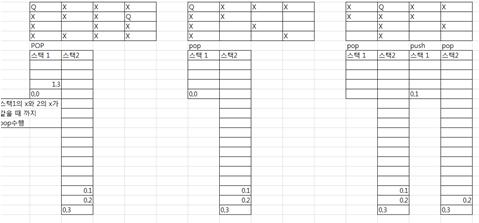 Q X X X
X X X Q
X X X X
X X X X
Q X X X
X X X
X X
X X
Q X X X
X X X
X X
X X
POP pop pop push pop
스택 1 스택2 스택 1 스택2 스택 1 스택2 스택 1 스택2
1.3
0,0 0,0 0,1
스택1의 x와 2의 x가
같을 때 까지
pop수행
0.1 0.1 0.1
0.2 0.2 0.2 0.2
0,3 0,3 0,3 0,3